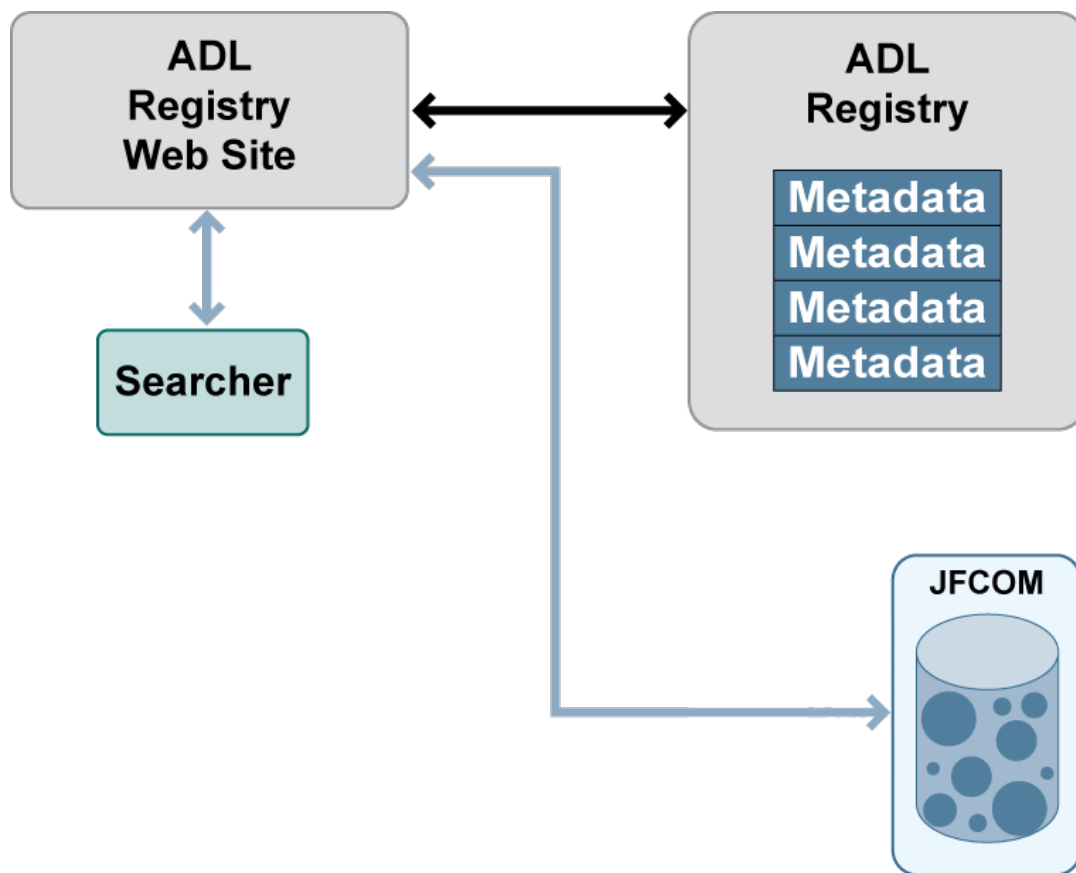 ADL
Registry
Web Site
ADL
Registry
Metadata
Metadata
Metadata
Metadata
Searcher
JFCOM